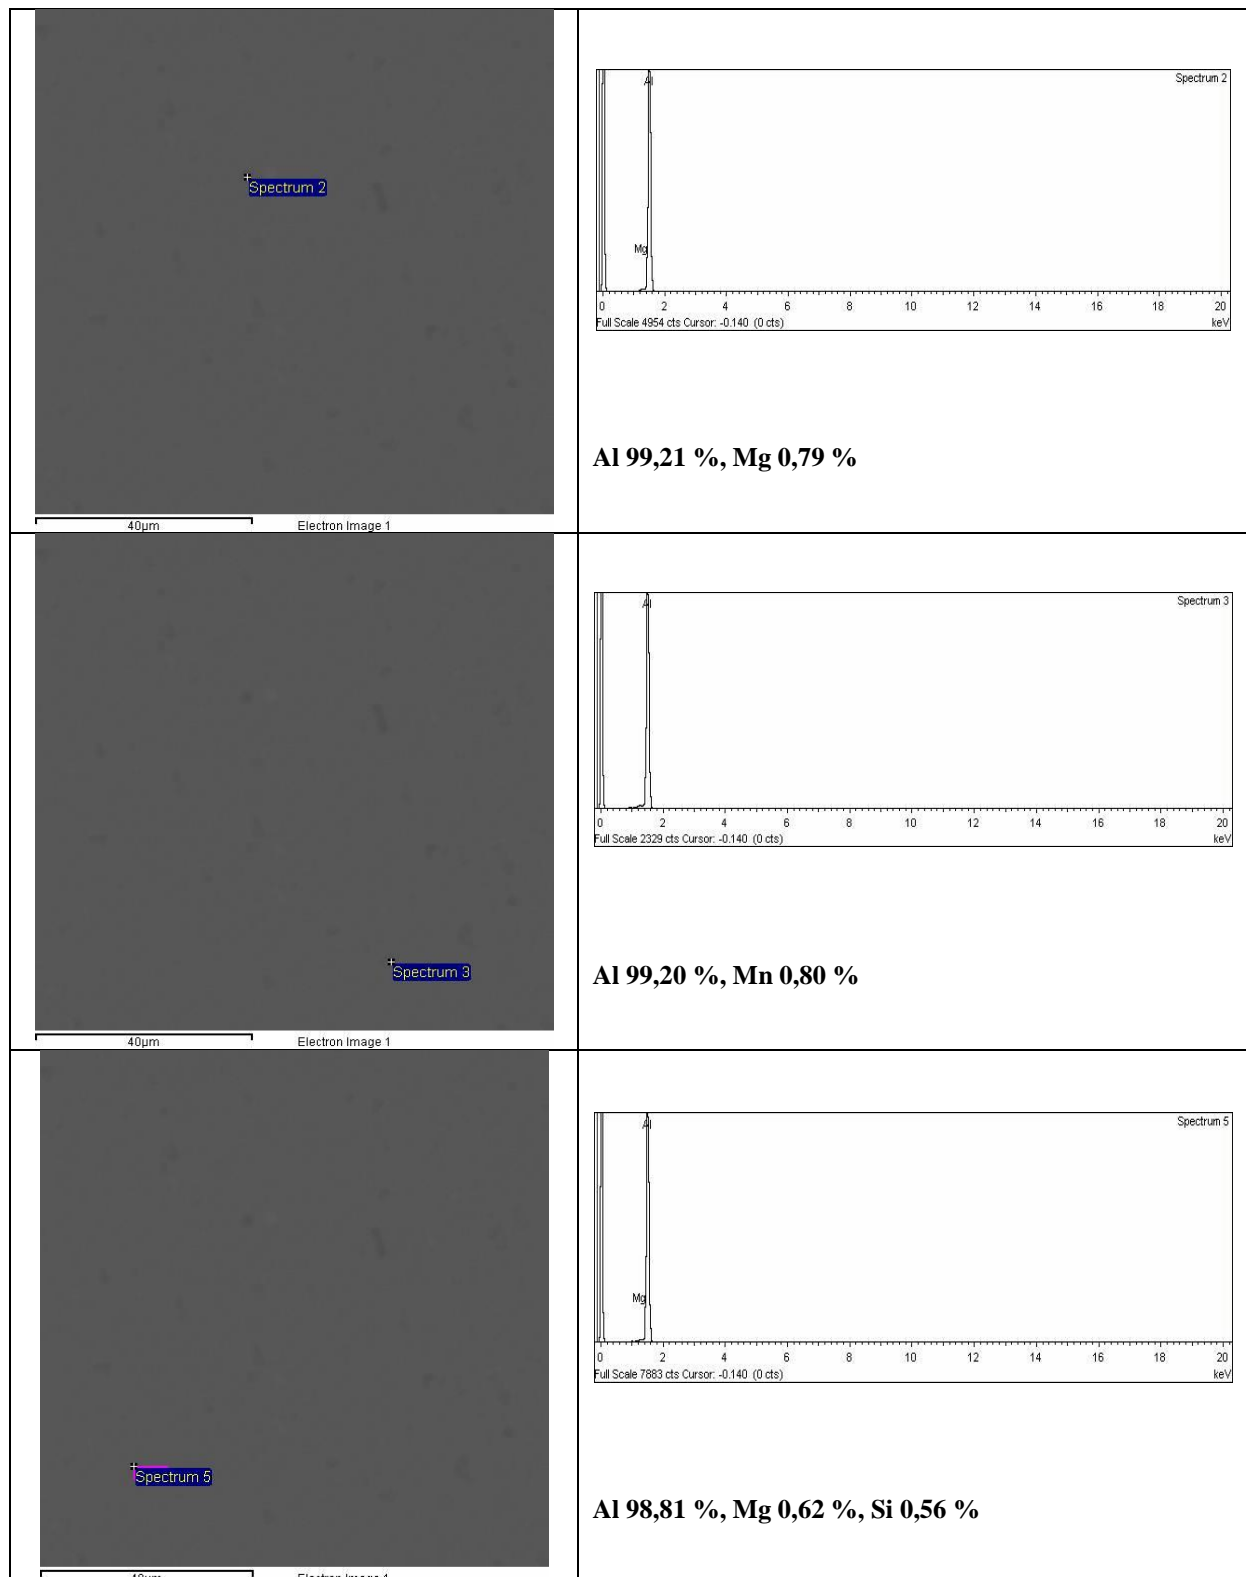 Spectrum 2
40µm
Electron Image 1
Spectrum 2
Al
Mg
0 2 4 6 8 10 12 14 16 18 20
Full Scale 4954 cts Cursor: -0.140 (0 cts)
keV
Al 99,21 %, Mg 0,79 %
Spectrum 3
40µm
Electron Image 1
Spectrum 3
Al
0 2 4 6 8 10 12 14 16 18 20
Full Scale 2329 cts Cursor: -0.140 (0 cts)
keV
Al 99,20 %, Mn 0,80 %
Spectrum 5
40µm
Electron Image 1
Spectrum 5
Al
Mg
0 2 4 6 8 10 12 14 16 18 20
Full Scale 7883 cts Cursor: -0.140 (0 cts)
keV
Al 98,81 %, Mg 0,62 %, Si 0,56 %